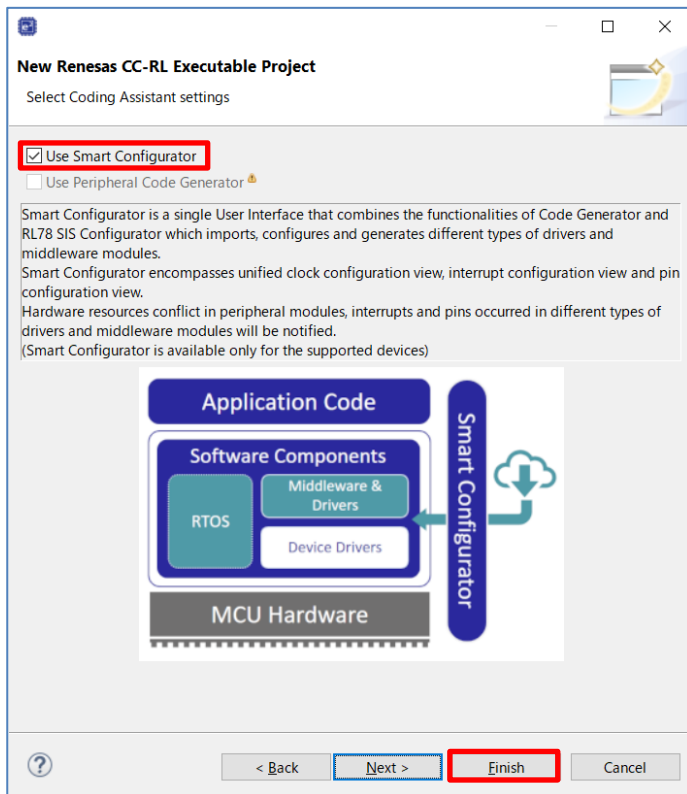 New Renesas CC-RL Executable Project
Select Coding Assistant settings
Use Smart Configurator
Use Peripheral Code Generator
Smart Configurator is a single User Interface that combines the functionalities of Code Generator and
RL78 SIS Configurator which imports, configures and generates different types of drivers and
middleware modules.
Smart Configurator encompasses unified clock configuration view, interrupt configuration view and pin
configuration view.
Hardware resources conflict in peripheral modules, interrupts and pins occurred in different types of
drivers and middleware modules will be notified.
(Smart Configurator is available only for the supported devices)
Application Code
Software Components
RTOS
Middleware &
Drivers
Device Drivers
MCU Hardware
Smart Configurator
?
< Back
Next >
Finish
Cancel